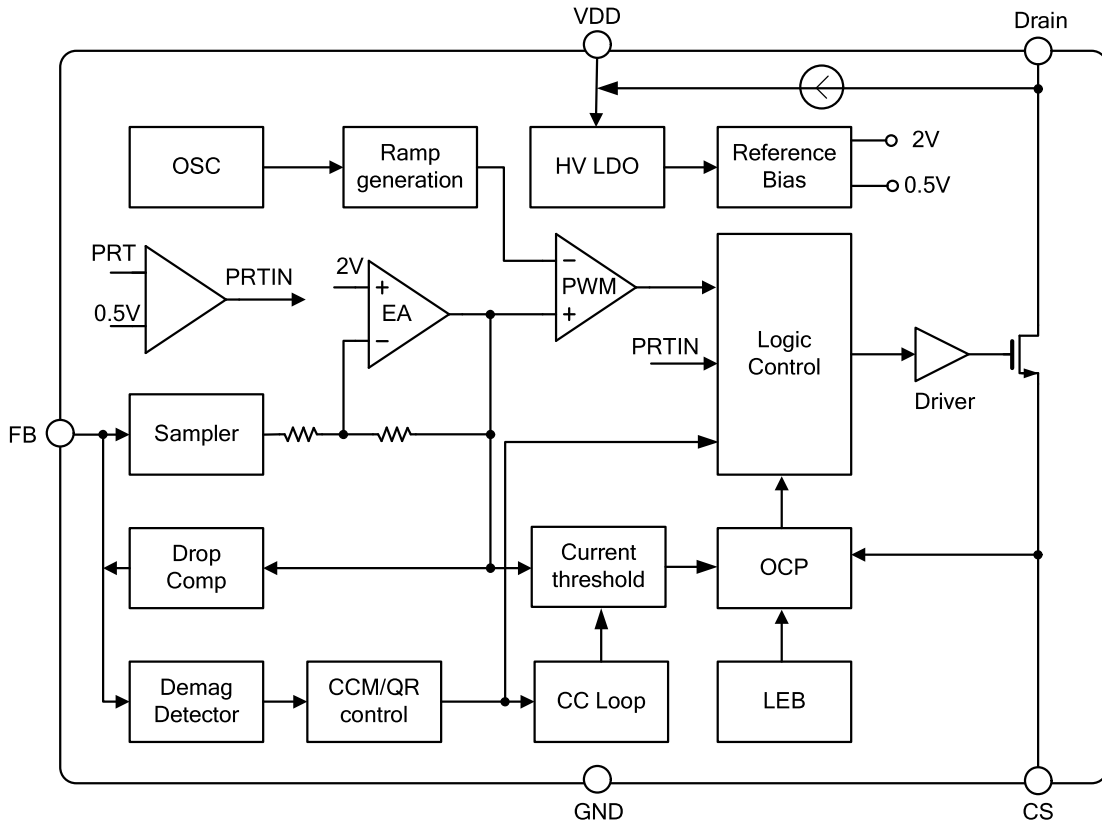 VDD
Drain
OSC
Ramp
generation
HV LDO
Reference
Bias
2V
0.5V
PRT
0.5V
PRTIN
2V
+
EA
−
−
PWM
+
PRTIN
Logic
Control
Driver
FB
Sampler
Drop
Comp
Current
threshold
OCP
Demag
Detector
CCM/QR
control
CC Loop
LEB
GND
CS